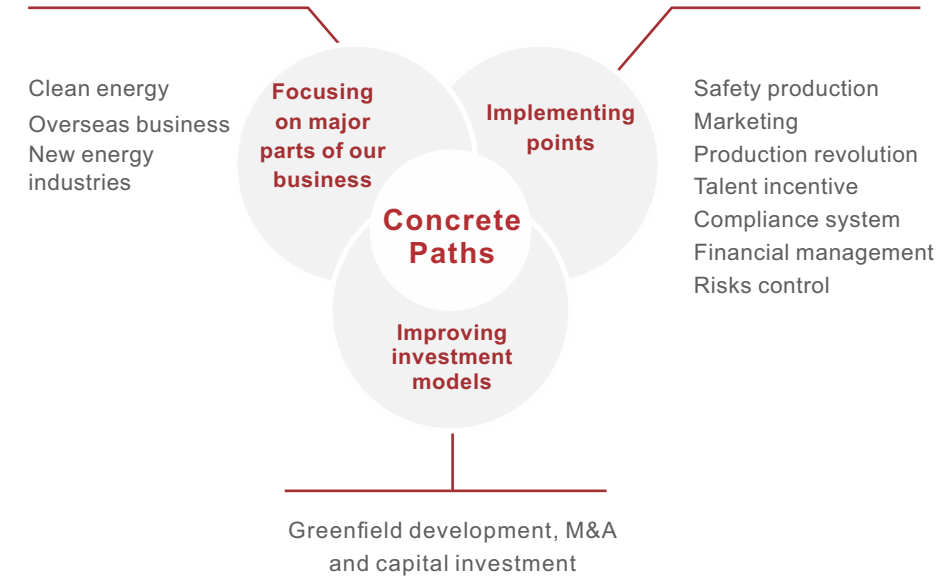 Clean energy
Overseas business
New energy
industries
Focusing
on major
parts of our
business
Implementing
points
Safety production
Marketing
Production revolution
Talent incentive
Compliance system
Financial management
Risks control
Concrete
Paths
Improving
investment
models
Greenfield development, M&A
and capital investment